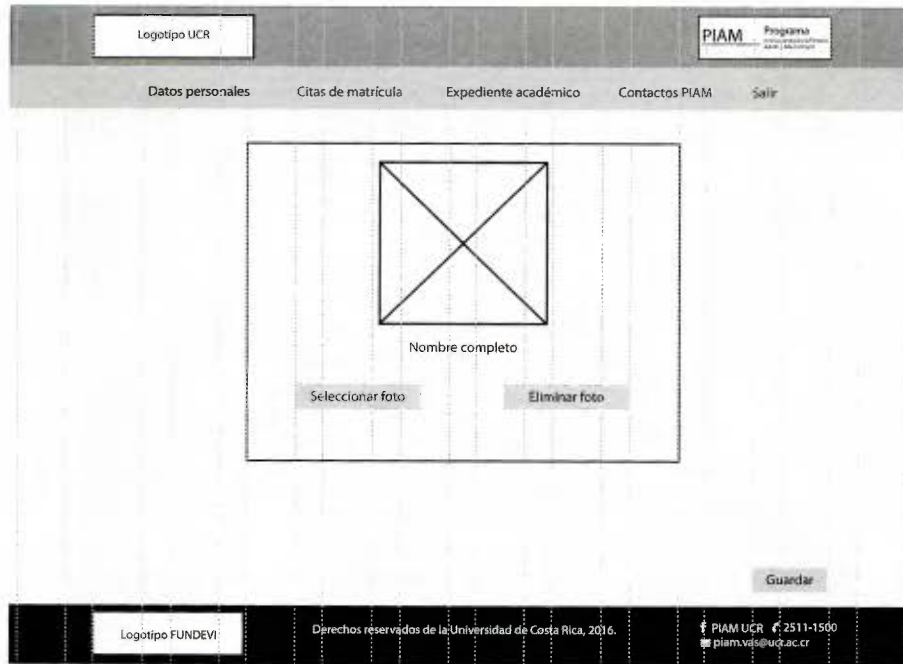 Logotipo UCR
PIAM Programa
Datos personales Citas de matrícula Expediente académico Contactos PIAM Salir
Nombre completo
Seleccionar foto Eliminar foto
Guardar
Logotipo FUNDEVI
Derechos reservados de la Universidad de Costa Rica, 2016.
PIAM UCR 2511-1500
piam.vas@ucr.ac.cr